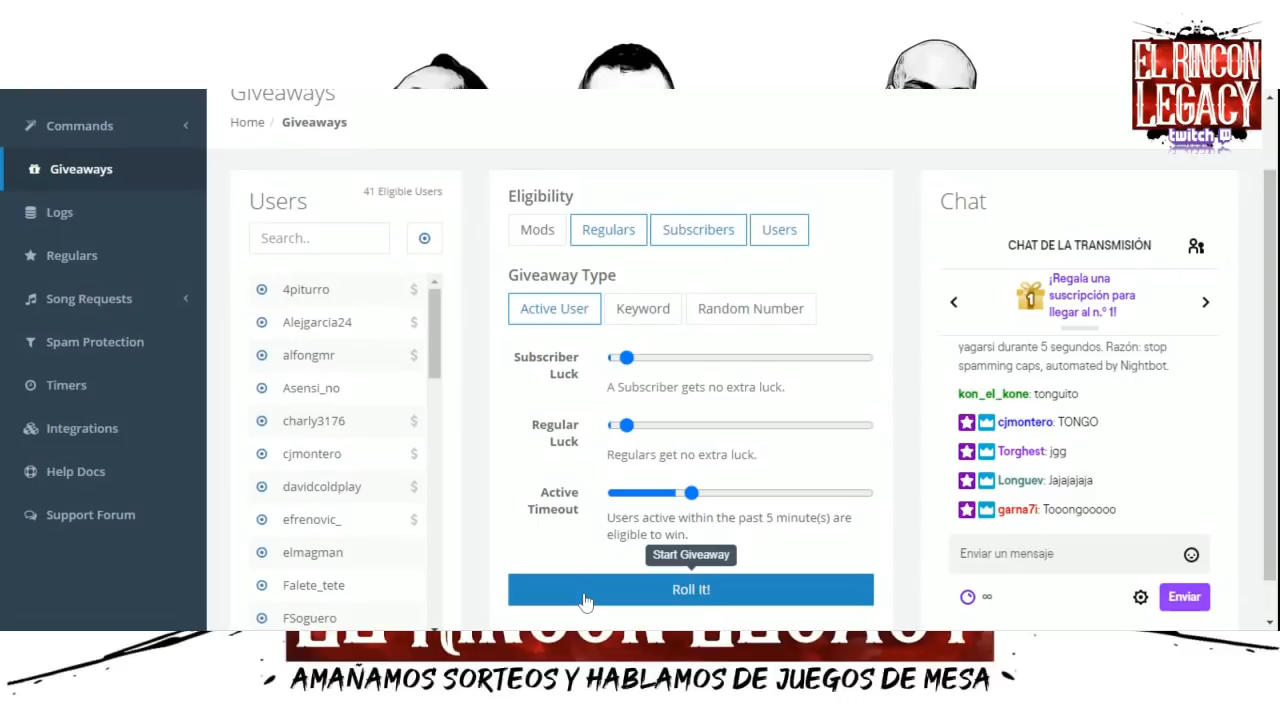 EL RINCON
LEGACY
twitch
Giveaways
Home / Giveaways
Commands
Giveaways
Logs
Regulars
Song Requests
Spam Protection
Timers
Integrations
Help Docs
Support Forum
Users
41 Eligible Users
Search..
4piturro $
Alejgarcia24 $
alfongmr $
Asensi_no
charly3176 $
cjmontero $
davidcoldplay $
efrenovic_ $
elmagman
Falete_tete
FSoguero
Eligibility
Mods Regulars Subscribers Users
Giveaway Type
Active User Keyword Random Number
Subscriber
Luck
A Subscriber gets no extra luck.
Regular
Luck
Regulars get no extra luck.
Active
Timeout
Users active within the past 5 minute(s) are
eligible to win.
Start Giveaway
Roll It!
Chat
CHAT DE LA TRANSMISIÓN
1
¡Regala una
suscripción para
llegar al n.º 1!
yagarsi durante 5 segundos. Razón: stop
spamming caps, automated by Nightbot.
kon_el_kone: tonguito
cjmontero: TONGO
Torghest: jgg
Longuev: Jajajajaja
garna7i: Tooongooooo
Enviar un mensaje
∞
Enviar
EL RINCON LEGACY
AMAÑAMOS SORTEOS Y HABLAMOS DE JUEGOS DE MESA